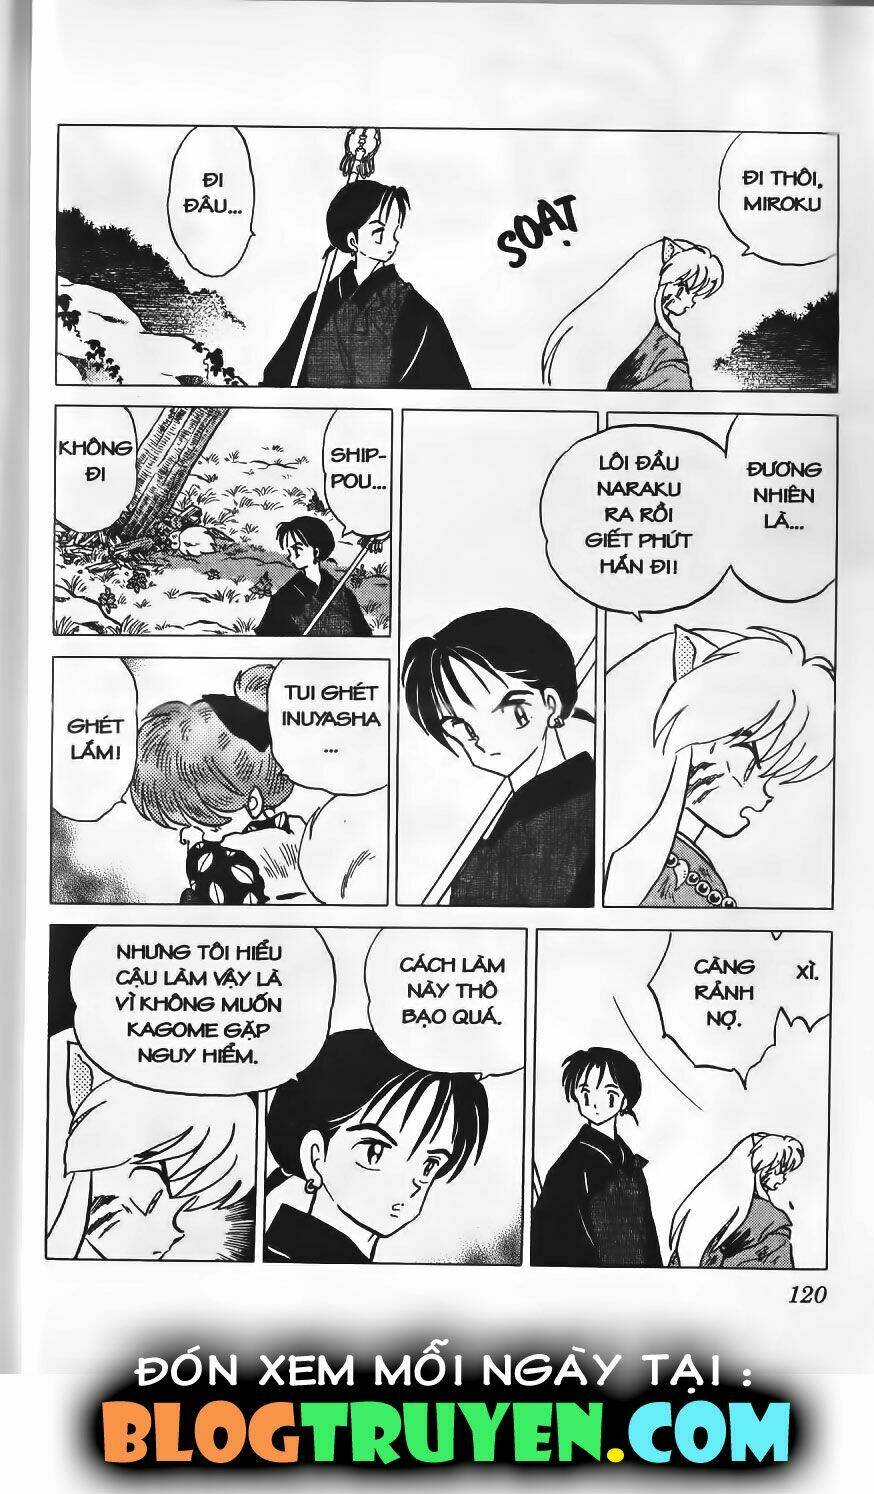 ĐI THÔI,
MIROKU
SOẠT
ĐI
ĐÂU...
ĐƯƠNG
NHIÊN
LÀ...
LÔI ĐẦU
NARAKU
RA RỒI
GIẾT PHỨT
HẮN ĐI!
SHIP-
POU...
KHÔNG
ĐI
TUI GHÉT
INUYASHA
...
GHÉT
LẮM!
XÌ.
CÀNG
RẢNH
NỢ.
CÁCH LÀM
NÀY THÔ
BẠO QUÁ.
NHƯNG TÔI HIỂU
CẬU LÀM VẬY LÀ
VÌ KHÔNG MUỐN
KAGOME GẶP
NGUY HIỂM.
120
ĐÓN XEM MỖI NGÀY TẠI :
BLOGTRUYEN.COM